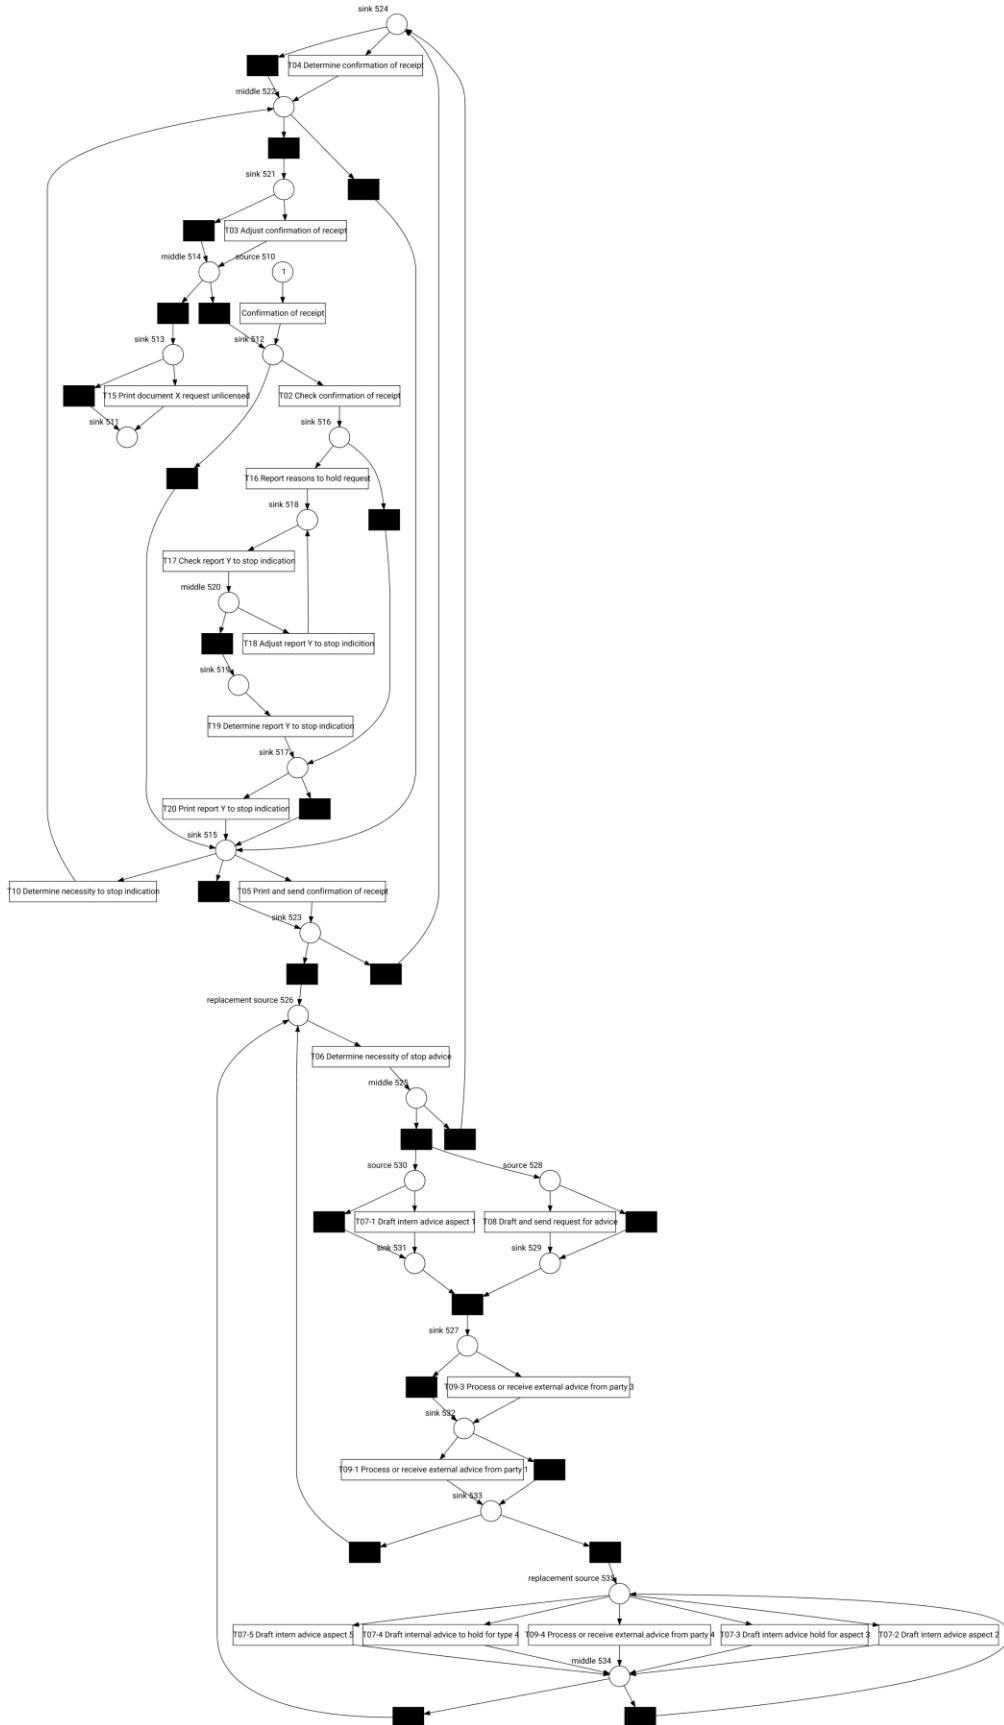 sink 524
T04 Determine confirmation of receipt
middle 522
sink 521
T03 Adjust confirmation of receipt
middle 514
source 510
1
Confirmation of receipt
sink 513
sink 512
T15 Print document X request unlicensed
T02 Check confirmation of receipt
sink 511
sink 516
T16 Report reasons to hold request
sink 518
T17 Check report Y to stop indication
middle 520
T18 Adjust report Y to stop indicition
sink 519
T19 Determine report Y to stop indication
sink 517
T20 Print report Y to stop indication
sink 515
T10 Determine necessity to stop indication
T05 Print and send confirmation of receipt
sink 523
replacement source 526
T06 Determine necessity of stop advice
middle 525
source 530
source 528
T07-1 Draft intern advice aspect 1
T08 Draft and send request for advice
sink 531
sink 529
sink 527
T09-3 Process or receive external advice from party 3
sink 532
T09-1 Process or receive external advice from party 1
sink 533
replacement source 535
T07-5 Draft intern advice aspect 5
T07-4 Draft internal advice to hold for type 4
T09-4 Process or receive external advice from party 4
T07-3 Draft intern advice hold for aspect 3
T07-2 Draft intern advice aspect 2
middle 534